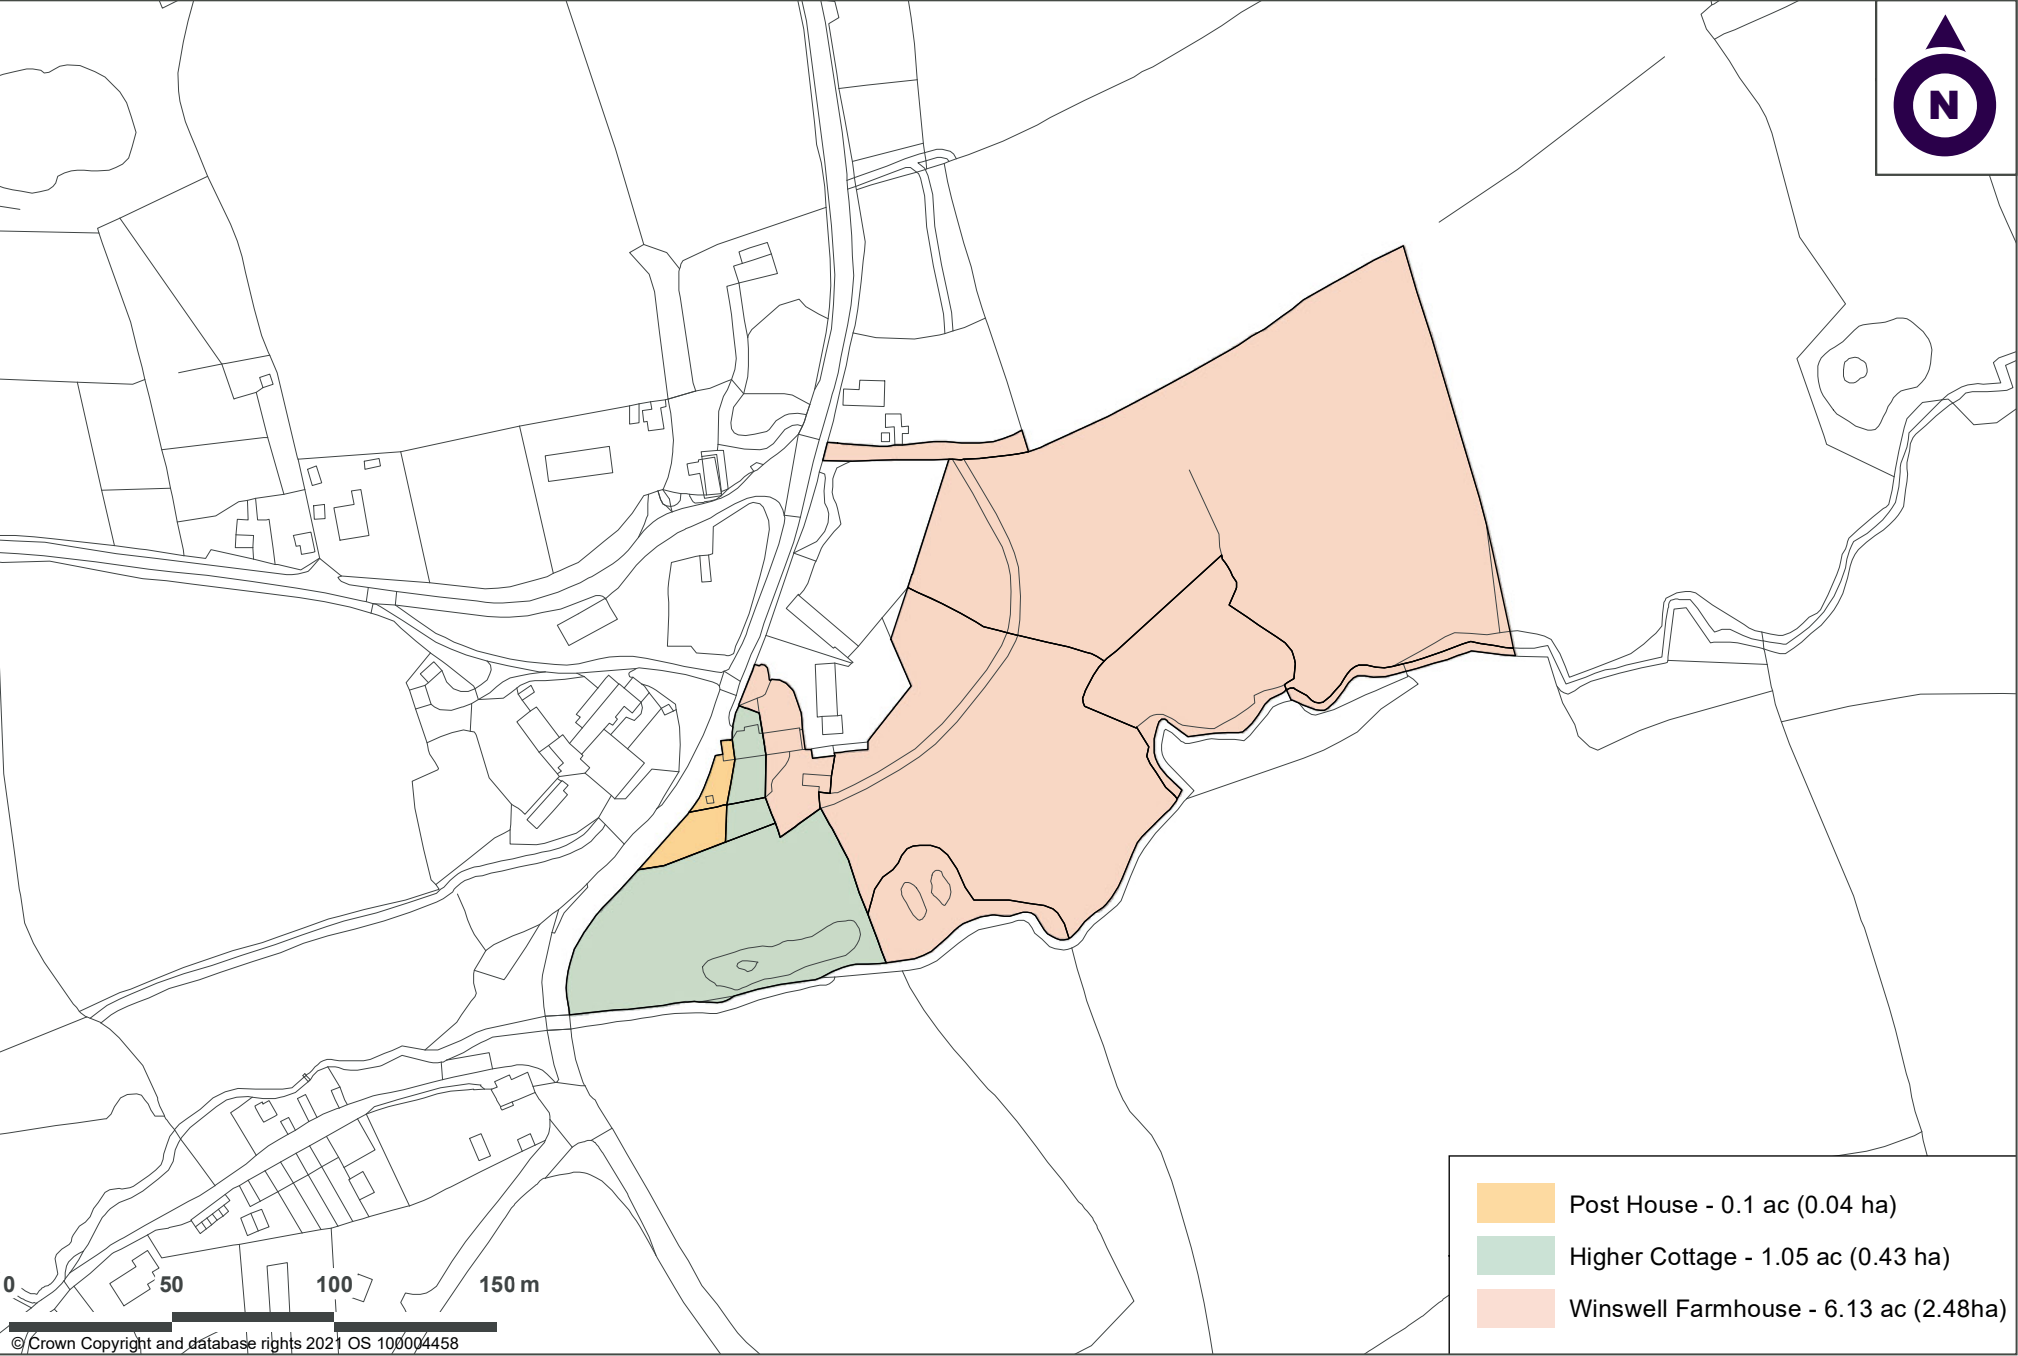 N
Post House - 0.1 ac (0.04 ha)
Higher Cottage - 1.05 ac (0.43 ha)
Winswell Farmhouse - 6.13 ac (2.48ha)
0 50 100 150 m
© Crown Copyright and database rights 2021 OS 100004458